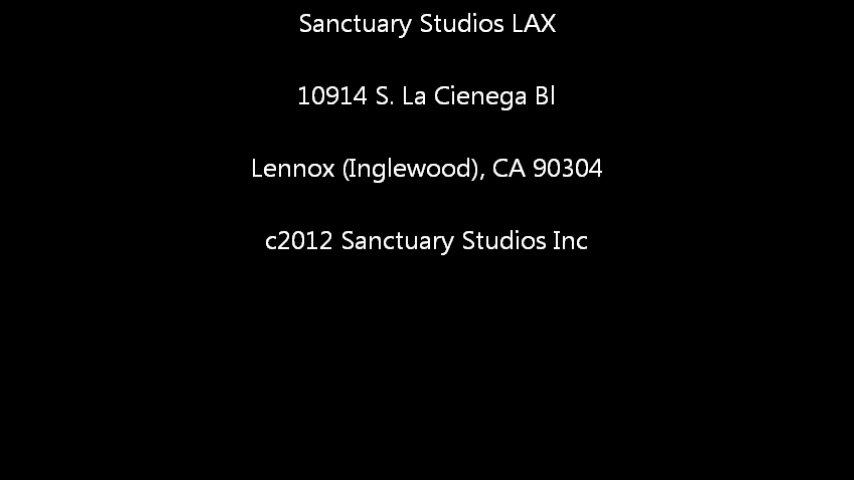 Sanctuary Studios LAX
10914 S. La Cienega Bl
Lennox (Inglewood), CA 90304
c2012 Sanctuary Studios Inc